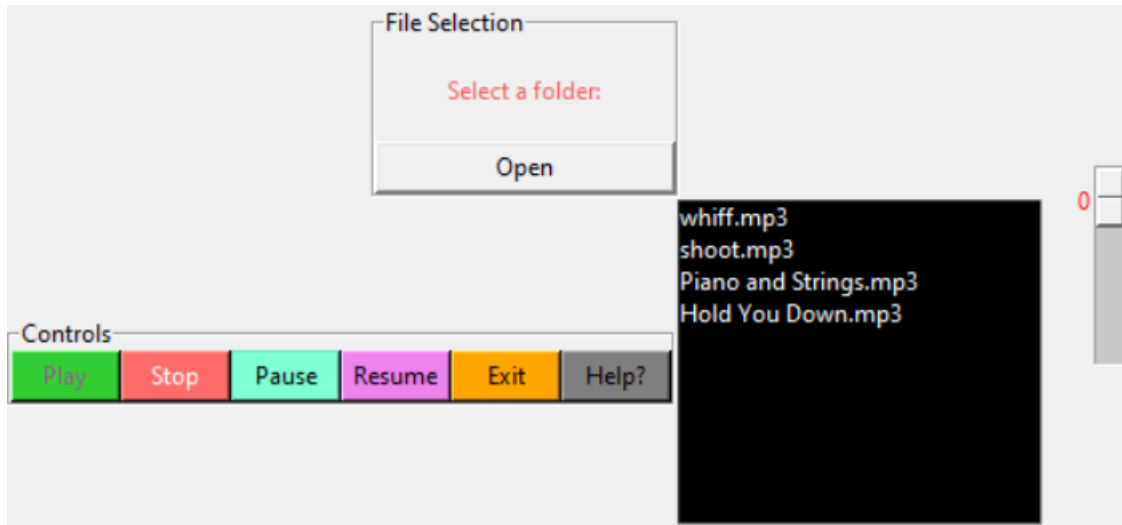 File Selection
Select a folder:
Open
0
whiff.mp3
shoot.mp3
Piano and Strings.mp3
Hold You Down.mp3
Controls
Play Stop Pause Resume Exit Help?